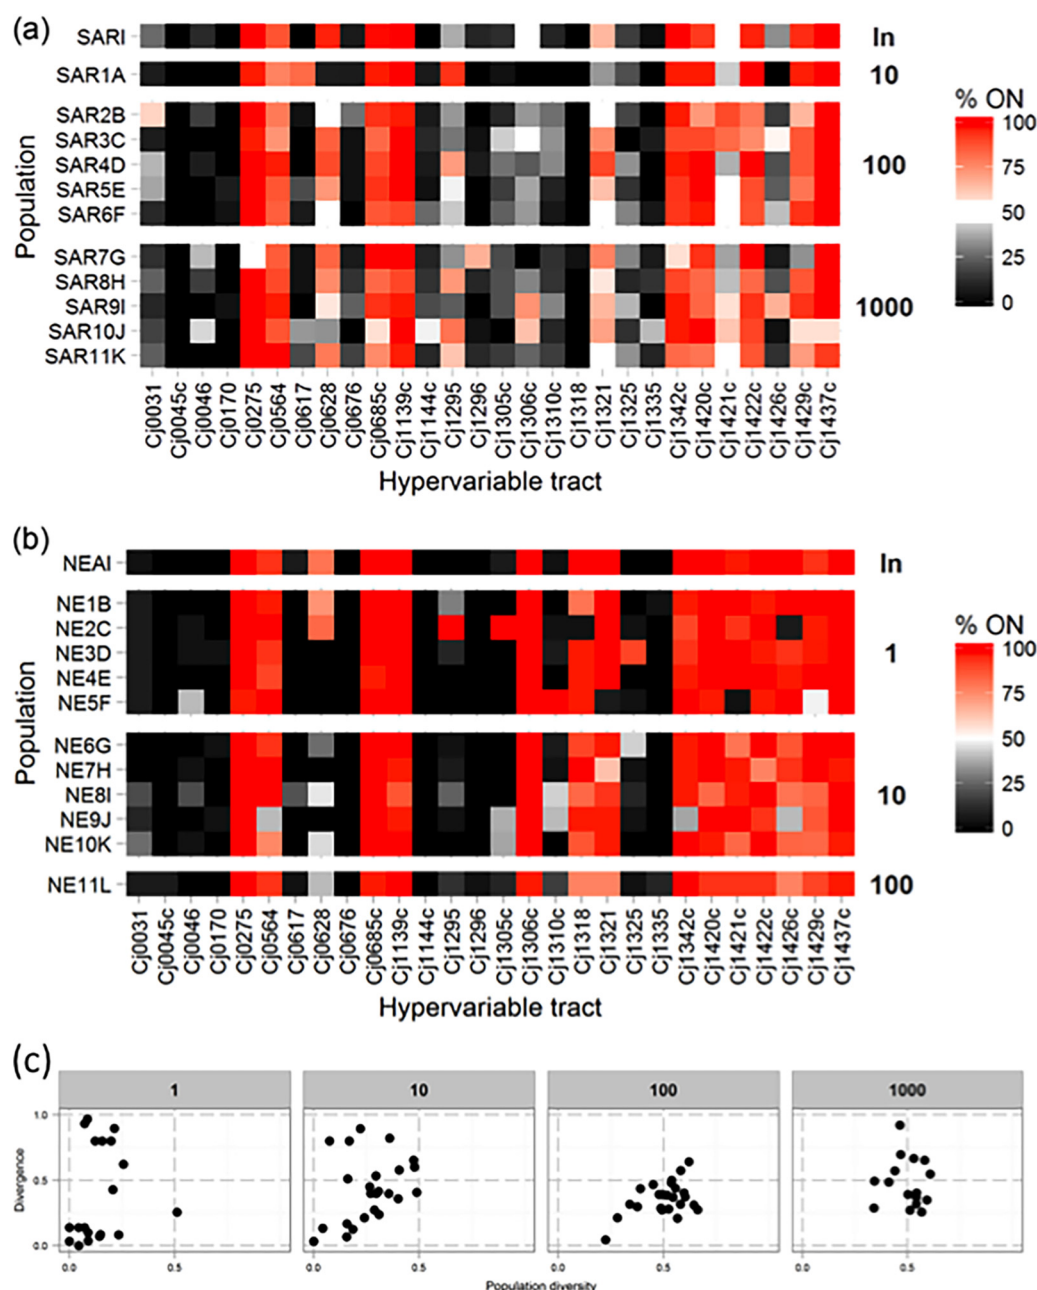 (a)
SARI
In
SAR1A
10
SAR2B
SAR3C
SAR4D
SAR5E
SAR6F
100
SAR7G
SAR8H
SAR9I
SAR10J
SAR11K
1000
Population
% ON
100
75
50
25
0
Cj0031
Cj0045c
Cj0046
Cj0170
Cj0275
Cj0564
Cj0617
Cj0628
Cj0676
Cj0685c
Cj1139c
Cj1144c
Cj1295
Cj1296
Cj1305c
Cj1306c
Cj1310c
Cj1318
Cj1321
Cj1325
Cj1335
Cj1342c
Cj1420c
Cj1421c
Cj1422c
Cj1426c
Cj1429c
Cj1437c
Hypervariable tract
(b)
NEAI
In
NE1B
NE2C
NE3D
NE4E
NE5F
1
NE6G
NE7H
NE8I
NE9J
NE10K
10
NE11L
100
Population
% ON
100
75
50
25
0
Cj0031
Cj0045c
Cj0046
Cj0170
Cj0275
Cj0564
Cj0617
Cj0628
Cj0676
Cj0685c
Cj1139c
Cj1144c
Cj1295
Cj1296
Cj1305c
Cj1306c
Cj1310c
Cj1318
Cj1321
Cj1325
Cj1335
Cj1342c
Cj1420c
Cj1421c
Cj1422c
Cj1426c
Cj1429c
Cj1437c
Hypervariable tract
(c)
1
10
100
1000
Divergence
1.0
0.5
0.0
0.0 0.5
0.0 0.5
0.0 0.5
0.0 0.5
Population diversity